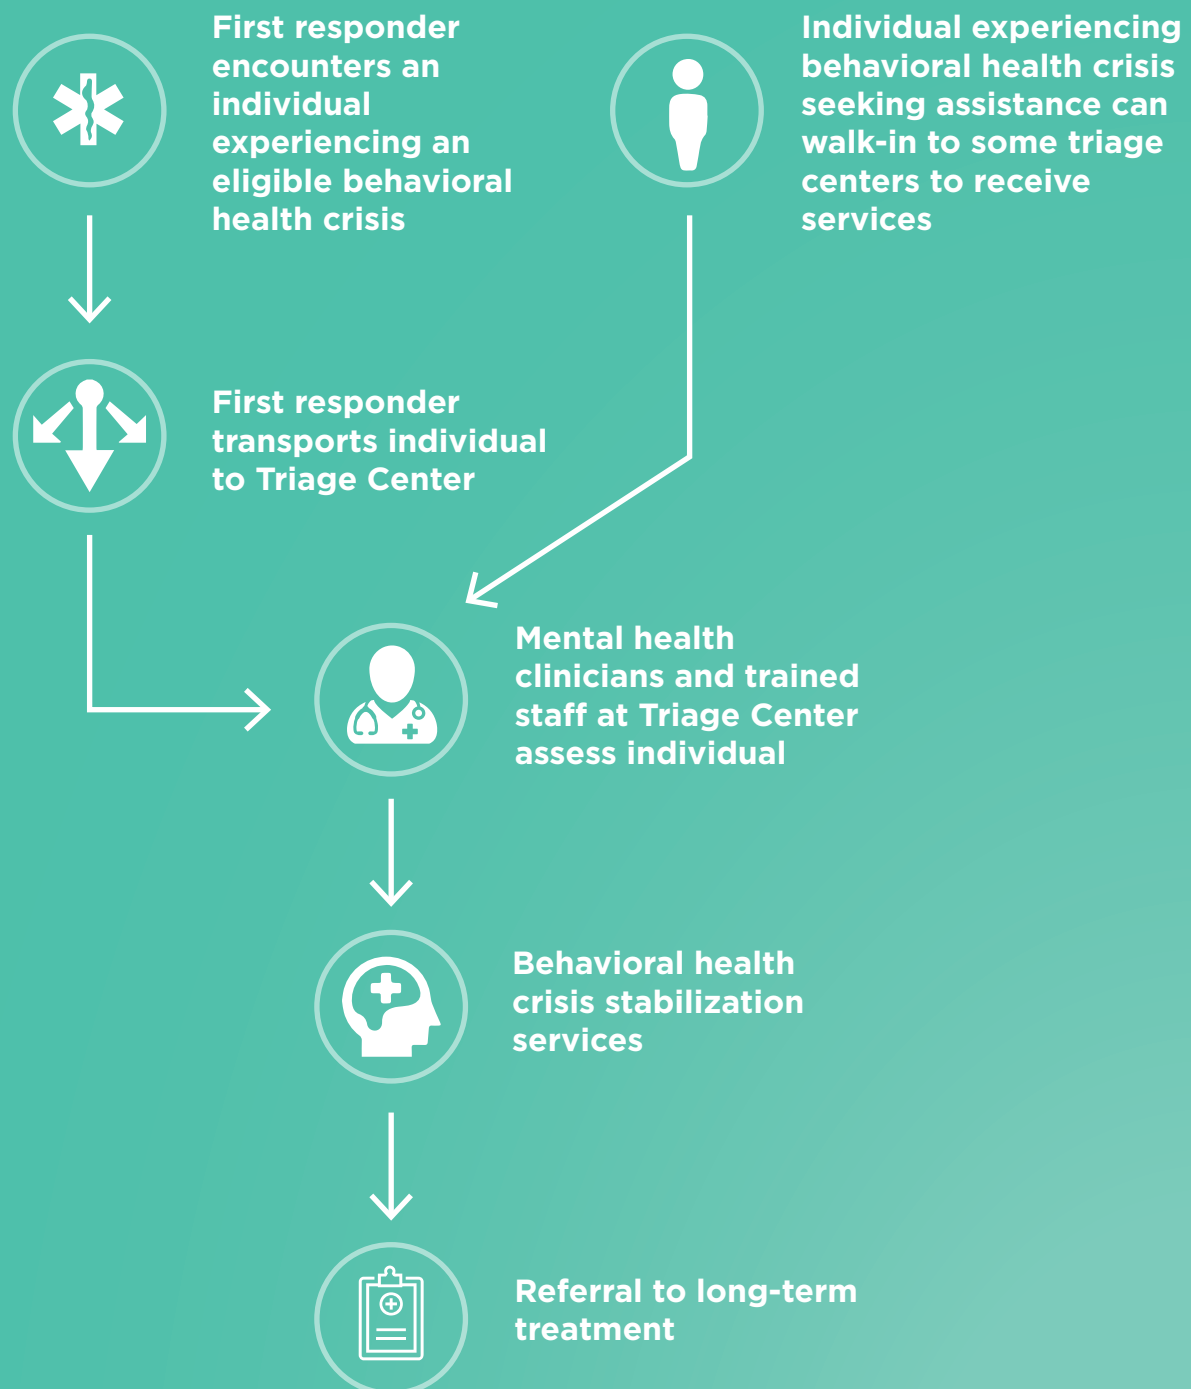 First responder
encounters an
individual
experiencing an
eligible behavioral
health crisis
Individual experiencing
behavioral health crisis
seeking assistance can
walk-in to some triage
centers to receive
services
First responder
transports individual
to Triage Center
Mental health
clinicians and trained
staff at Triage Center
assess individual
Behavioral health
crisis stabilization
services
Referral to long-term
treatment